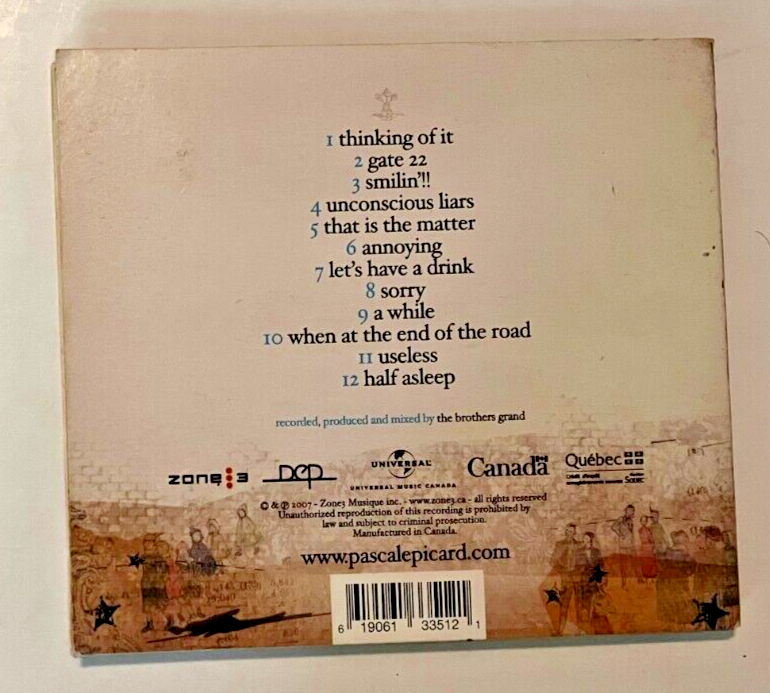 1 thinking of it
2 gate 22
3 smilin'!!
4 unconscious liars
5 that is the matter
6 annoying
7 let's have a drink
8 sorry
9 a while
10 when at the end of the road
11 useless
12 half asleep
recorded, produced and mixed by the brothers grand
zone:3 DEP UNIVERSAL Canada Québec
UNIVERSAL MUSIC CANADA
© & ℗ 2007 - Zone3 Musique inc. - www.zone3.ca - all rights reserved
Unauthorized reproduction of this recording is prohibited by
law and subject to criminal prosecution.
Manufactured in Canada.
www.pascalepicard.com
6 19061 33512 1